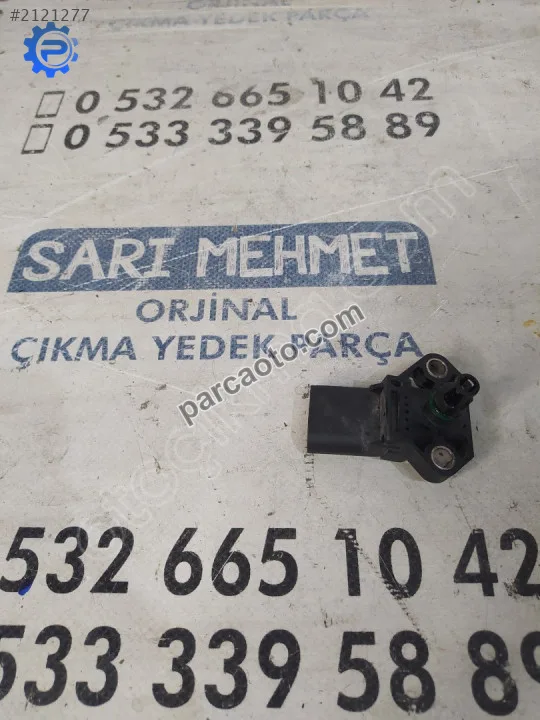 #2121277
ORJİNAL
ÇIKMA YEDEK PARÇA
0 532 665 10 42
0 533 339 58 89
SARI MEHMET
ORJİNAL
ÇIKMA YEDEK PARÇA
parcaoto.com
532 665 10 42
533 339 58 89